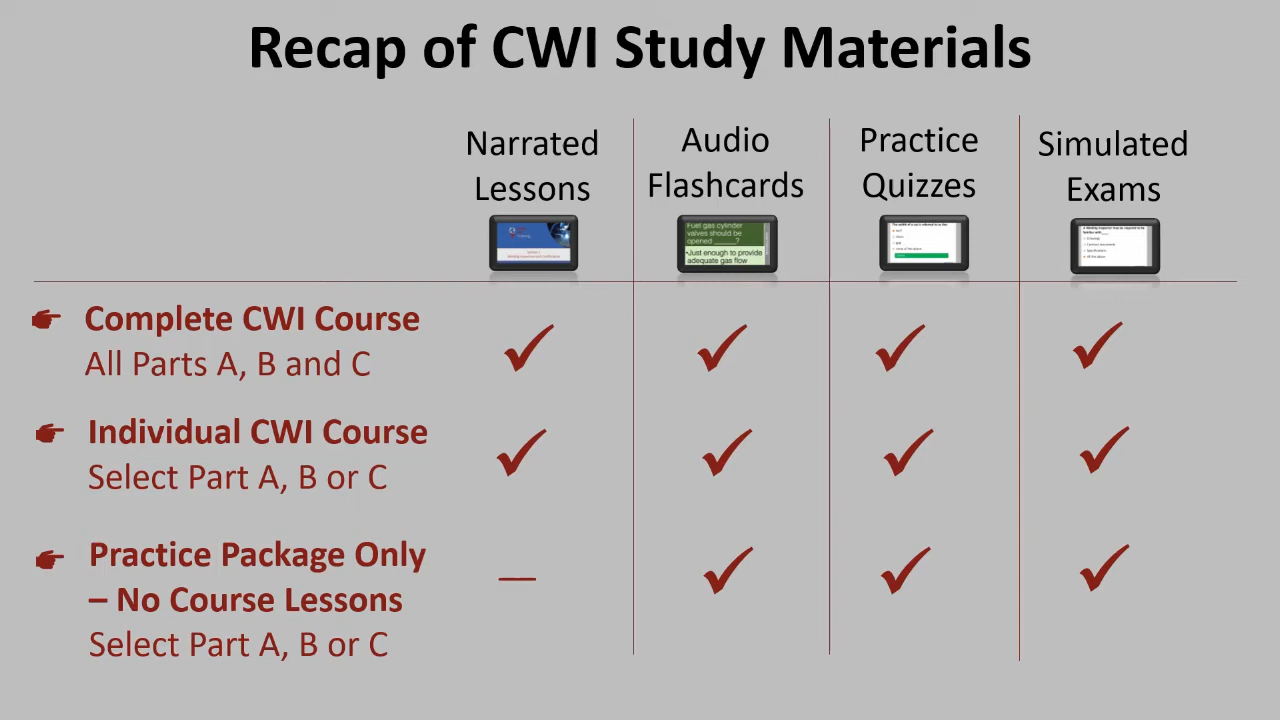 Recap of CWI Study Materials
Narrated
Lessons
Audio
Flashcards
Practice
Quizzes
Simulated
Exams
Fuel gas cylinder
valves should be
opened _____?
•Just enough to provide
adequate gas flow
Complete CWI Course
All Parts A, B and C
Individual CWI Course
Select Part A, B or C
Practice Package Only
– No Course Lessons
Select Part A, B or C